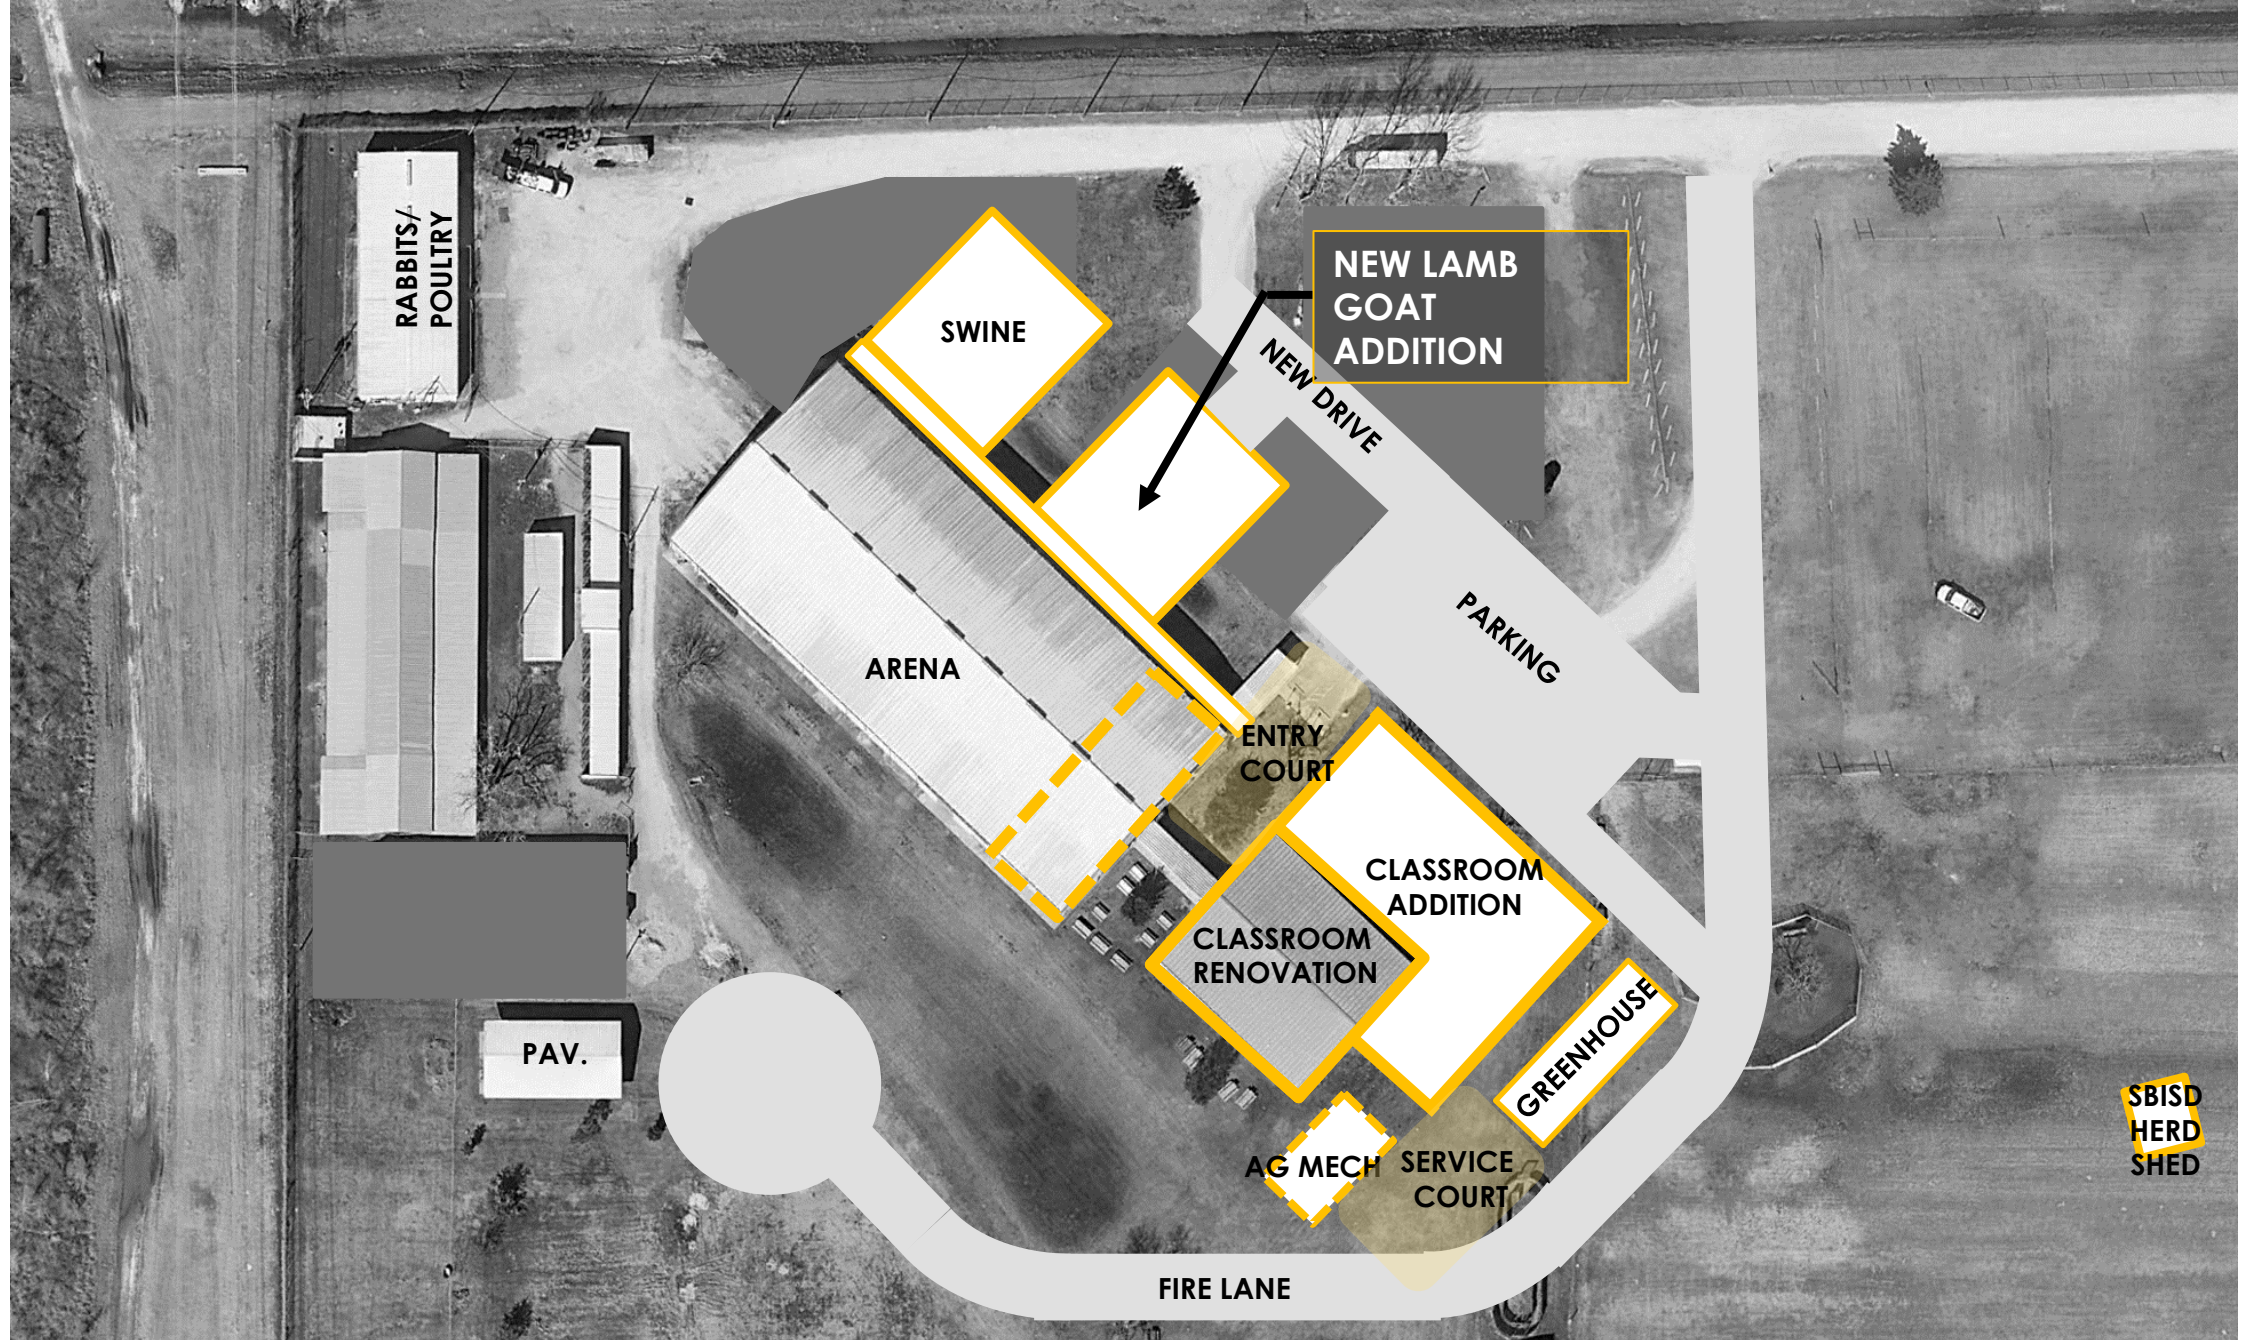 RABBITS/
POULTRY
SWINE
NEW LAMB
GOAT
ADDITION
NEW DRIVE
PARKING
ARENA
ENTRY
COURT
CLASSROOM
ADDITION
CLASSROOM
RENOVATION
GREENHOUSE
PAV.
AG MECH
SERVICE
COURT
SBISD
HERD
SHED
FIRE LANE